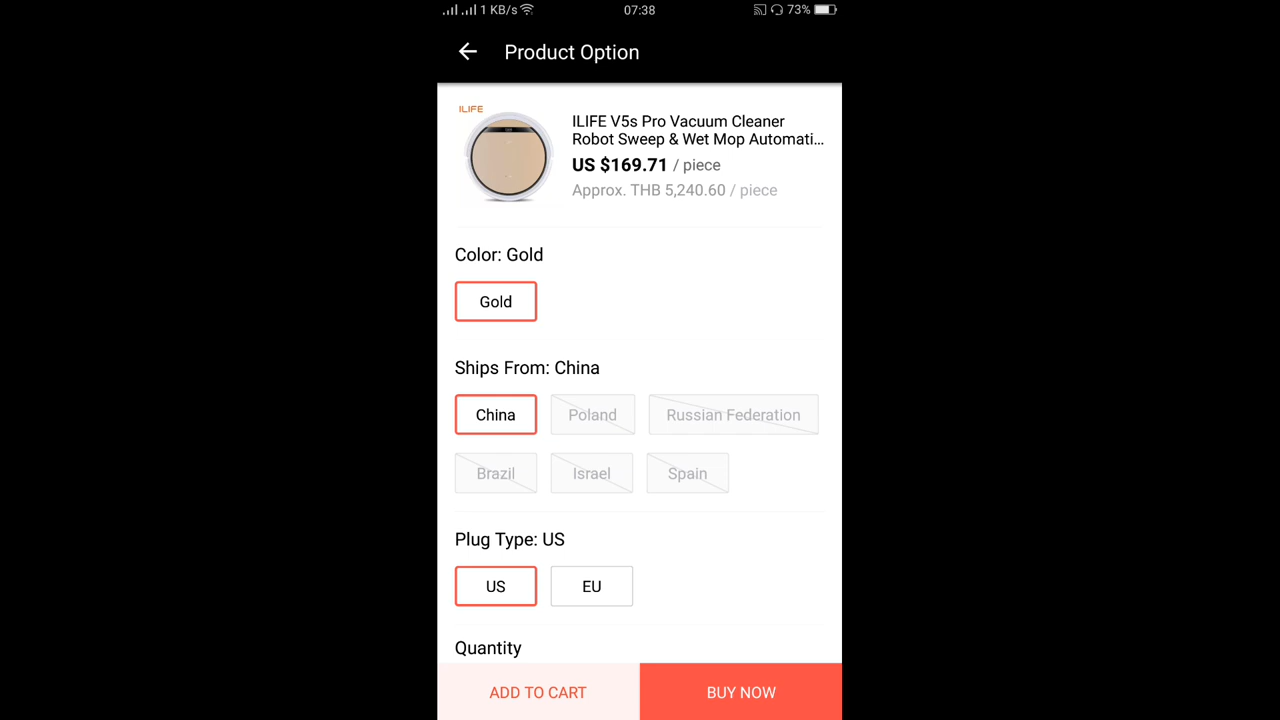 1 KB/s 07:38 73%
Product Option
ILIFE
ILIFE V5s Pro Vacuum Cleaner
Robot Sweep & Wet Mop Automati...
US $169.71 / piece
Approx. THB 5,240.60 / piece
Color: Gold
Gold
Ships From: China
China Poland Russian Federation
Brazil Israel Spain
Plug Type: US
US EU
Quantity
ADD TO CART BUY NOW